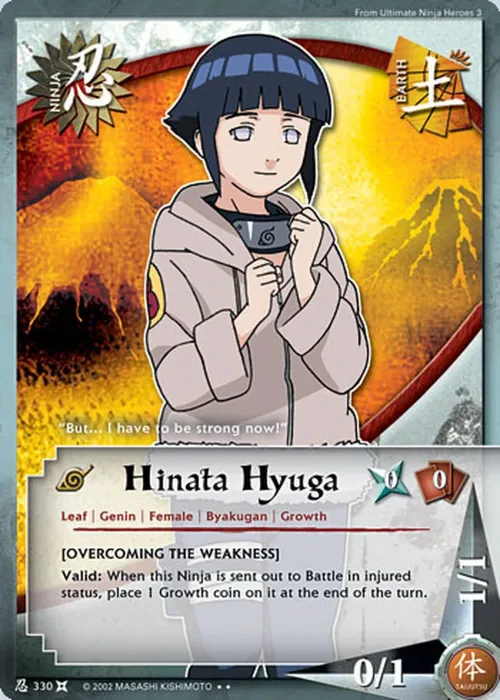 From Ultimate Ninja Heroes 3
NINJA
忍
EARTH
土
"But... I have to be strong now!"
Hinata Hyuga
0
0
Leaf | Genin | Female | Byakugan | Growth
[OVERCOMING THE WEAKNESS]
Valid: When this Ninja is sent out to Battle in injured
status, place 1 Growth coin on it at the end of the turn.
1/1
0/1
体
TAIJUTSU
忍 330
© 2002 MASASHI KISHIMOTO